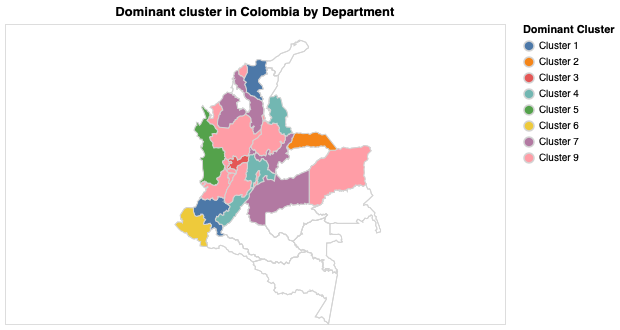 Dominant cluster in Colombia by Department
Dominant Cluster
Cluster 1
Cluster 2
Cluster 3
Cluster 4
Cluster 5
Cluster 6
Cluster 7
Cluster 9